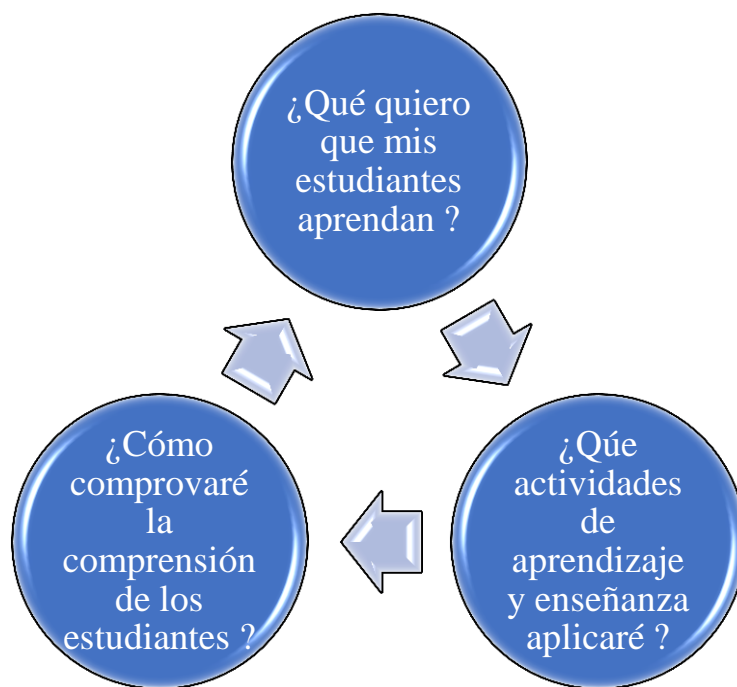 ¿Qué quiero
que mis
estudiantes
aprendan ?
¿Qúe
actividades
de
aprendizaje
y enseñanza
aplicaré ?
¿Cómo
comprovaré
la
comprensión
de los
estudiantes ?